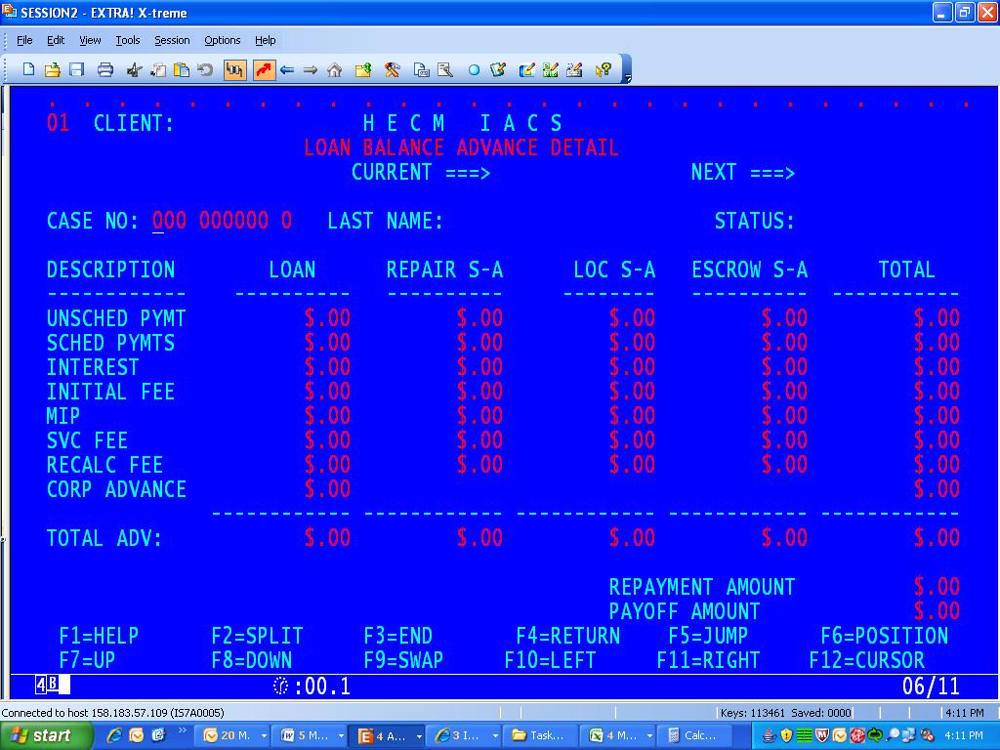 SESSION2 - EXTRA! X-treme
File Edit View Tools Session Options Help
. . . . . . . . . . . . . . . . . . . . . . . . . . .
01 CLIENT: H E C M I A C S
LOAN BALANCE ADVANCE DETAIL
CURRENT ===> NEXT ===>
CASE NO: 000 000000 0 LAST NAME: STATUS:
DESCRIPTION LOAN REPAIR S-A LOC S-A ESCROW S-A TOTAL
------------ ---------- ---------- -------- ---------- -----------
UNSCHED PYMT $.00 $.00 $.00 $.00 $.00
SCHED PYMTS $.00 $.00 $.00 $.00 $.00
INTEREST $.00 $.00 $.00 $.00 $.00
INITIAL FEE $.00 $.00 $.00 $.00 $.00
MIP $.00 $.00 $.00 $.00 $.00
SVC FEE $.00 $.00 $.00 $.00 $.00
RECALC FEE $.00 $.00 $.00 $.00 $.00
CORP ADVANCE $.00 $.00
------------ ------------ ------------ ------------ ------------
TOTAL ADV: $.00 $.00 $.00 $.00 $.00
REPAYMENT AMOUNT $.00
PAYOFF AMOUNT $.00
F1=HELP F2=SPLIT F3=END F4=RETURN F5=JUMP F6=POSITION
F7=UP F8=DOWN F9=SWAP F10=LEFT F11=RIGHT F12=CURSOR
4B :00.1 06/11
Connected to host 158.183.57.109 (IS7A0005) Keys: 113461 Saved: 0000 4:11 PM
start 20 M. 5 M... 4 A... 3 I... Task... 4 M... Calc... 4:11 PM